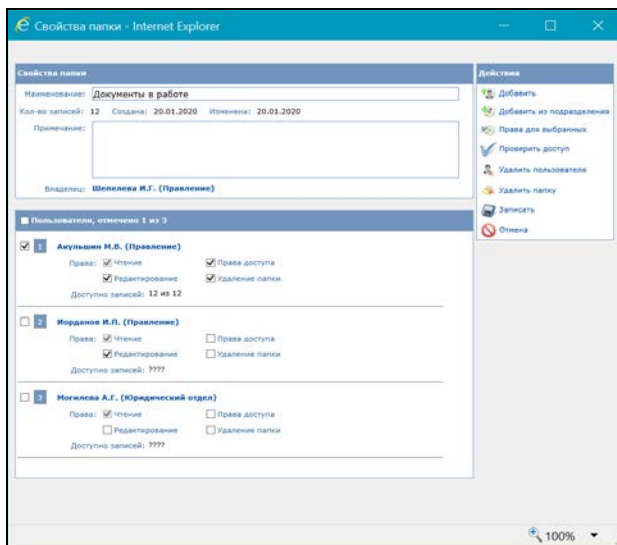 Свойства папки - Internet Explorer
Свойства папки
Наименование: Документы в работе
Кол-во записей: 12 Создана: 20.01.2020 Изменена: 20.01.2020
Примечание:
Владелец: Шепелева И.Г. (Правление)
Пользователи, отмечено 1 из 3
1 Акульшин М.В. (Правление)
Права: Чтение Права доступа
Редактирование Удаление папки
Доступно записей: 12 из 12
2 Иорданов И.П. (Правление)
Права: Чтение Права доступа
Редактирование Удаление папки
Доступно записей: ????
3 Могилева А.Г. (Юридический отдел)
Права: Чтение Права доступа
Редактирование Удаление папки
Доступно записей: ????
Действия
Добавить
Добавить из подразделения
Права для выбранных
Проверить доступ
Удалить пользователя
Удалить папку
Записать
Отмена
100%